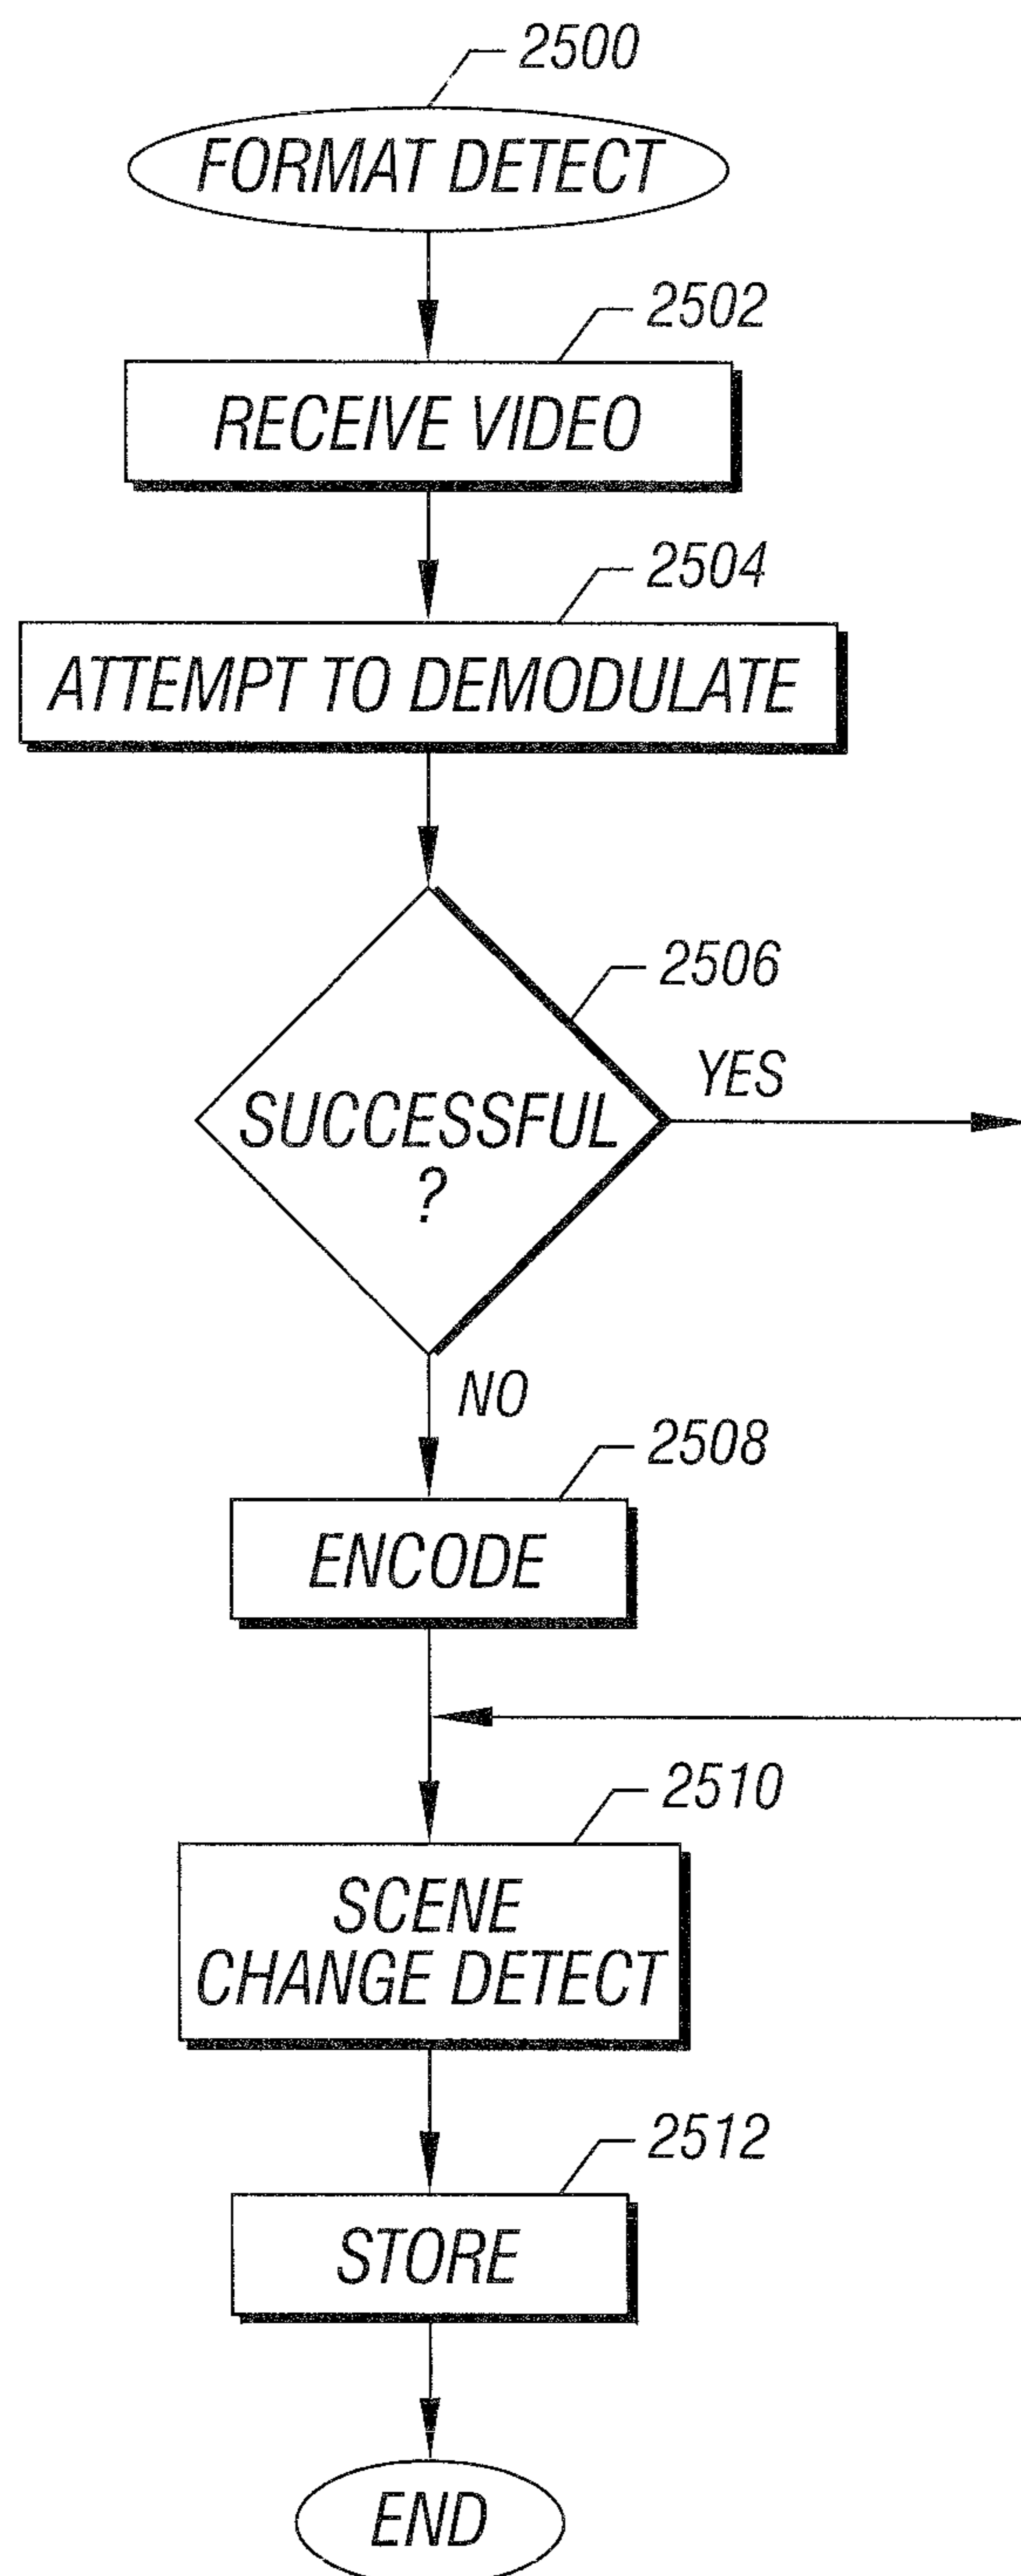 2500
FORMAT DETECT
2502
RECEIVE VIDEO
2504
ATTEMPT TO DEMODULATE
2506
YES
SUCCESSFUL
?
NO
2508
ENCODE
2510
SCENE
CHANGE DETECT
2512
STORE
END